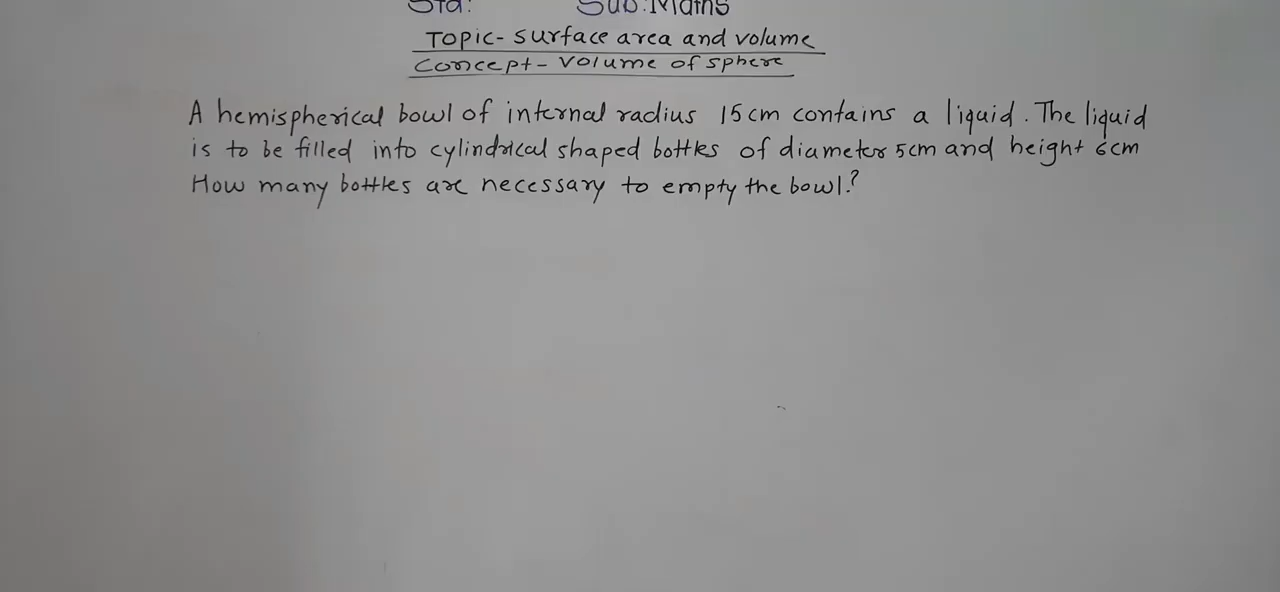 Std: Sub: Maths
Topic- surface area and volume
Concept- volume of sphere
A hemispherical bowl of internal radius 15cm contains a liquid. The liquid
is to be filled into cylindrical shaped bottles of diameter 5cm and height 6cm
How many bottles are necessary to empty the bowl?